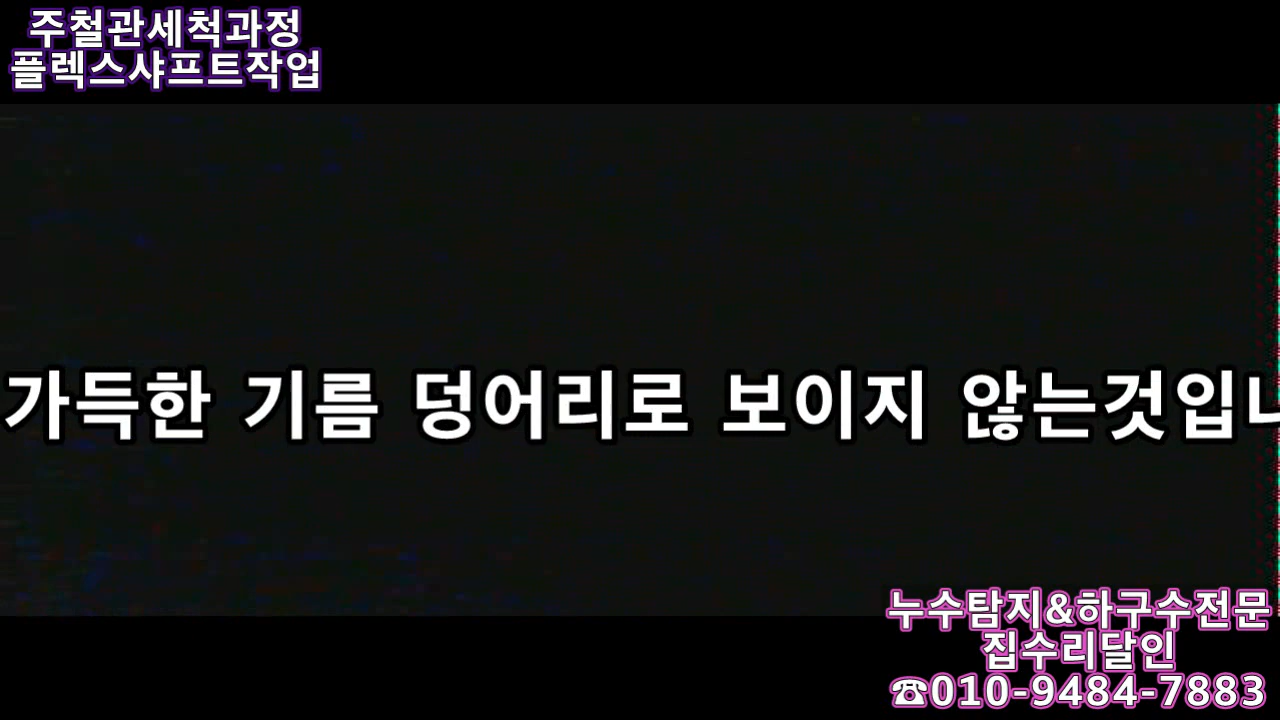 주철관세척과정
플렉스샤프트작업
가득한 기름 덩어리로 보이지 않는것입니
누수탐지&하구수전문
집수리달인
☎010-9484-7883